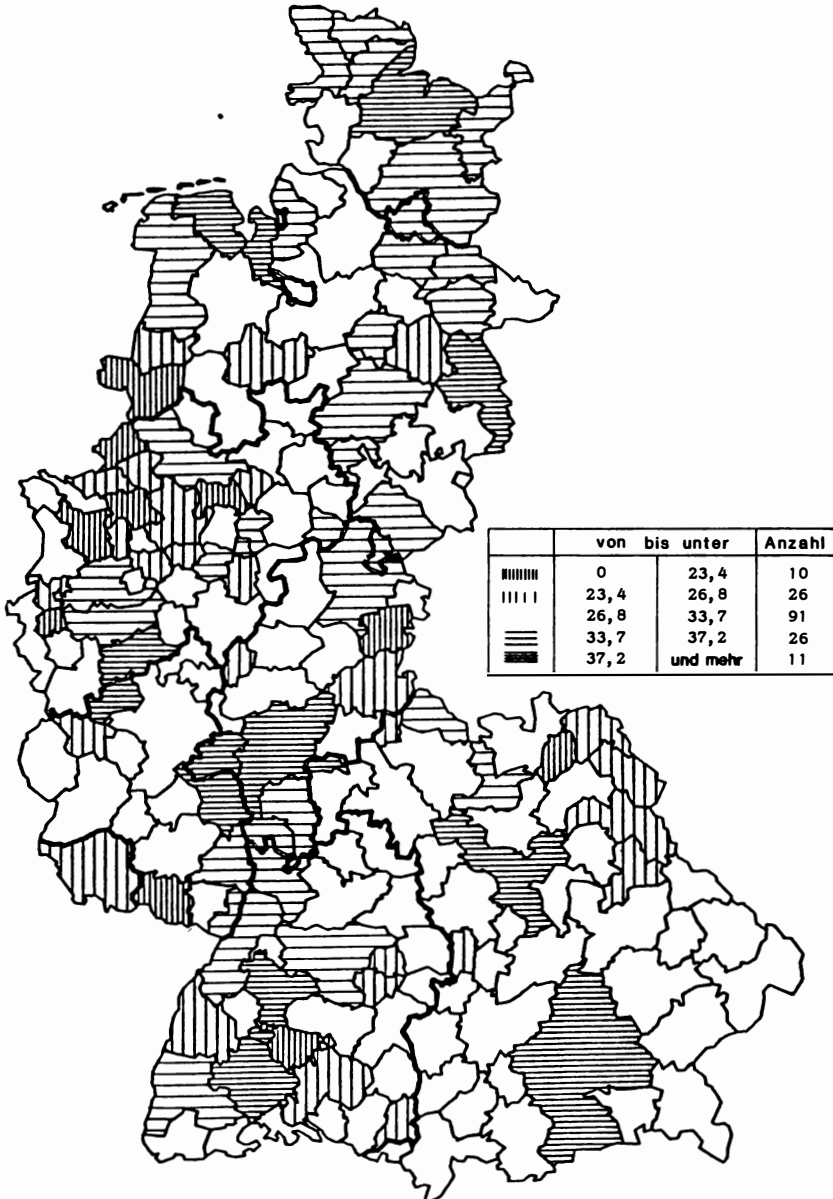 von bis unter Anzahl
0 23,4 10
23,4 26,8 26
26,8 33,7 91
33,7 37,2 26
37,2 und mehr 11